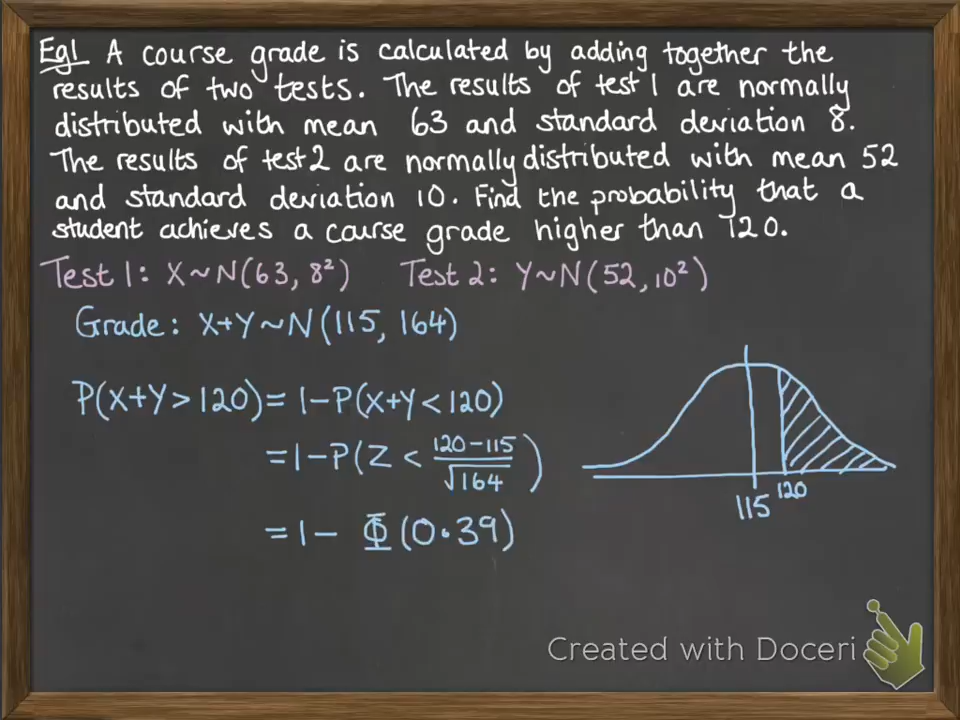 Eg1 A course grade is calculated by adding together the
results of two tests. The results of test 1 are normally
distributed with mean 63 and standard deviation 8.
The results of test 2 are normally distributed with mean 52
and standard deviation 10. Find the probability that a
student achieves a course grade higher than 120.
Test 1: X~N(63, 8²) Test 2: Y~N(52, 10²)
Grade: X+Y~N(115, 164)
P(X+Y > 120) = 1-P(X+Y < 120)
= 1-P(Z < (120-115)/√164)
= 1- Φ(0.39)
115 120
Created with Doceri